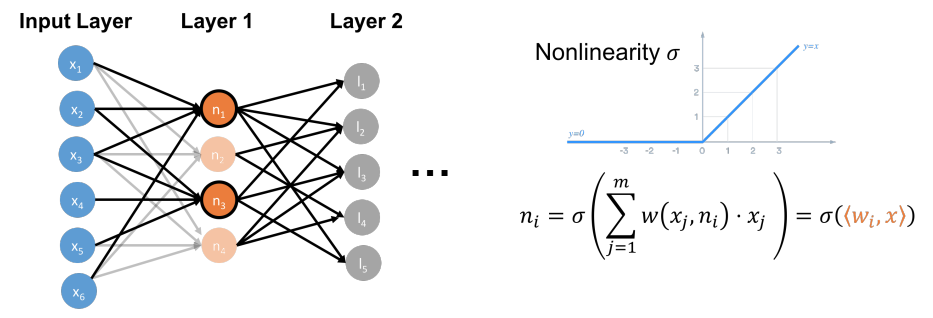 Input Layer
Layer 1
Layer 2
x1
x2
x3
x4
x5
x6
n1
n2
n3
n4
l1
l2
l3
l4
l5
...
Nonlinearity σ
y=x
y=0
3
2
1
-3 -2 -1 0 1 2 3
n_i = σ(∑_{j=1}^{m} w(x_j, n_i) · x_j) = σ(⟨w_i, x⟩)